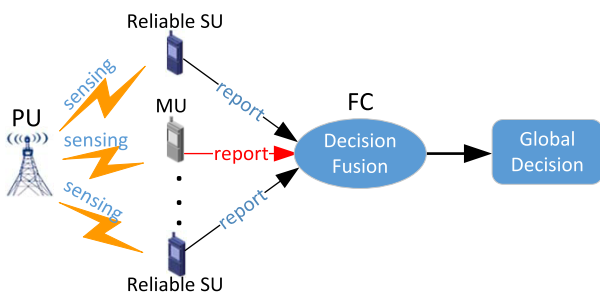 Reliable SU
sensing
report
MU
FC
PU
sensing
report
Decision
Fusion
Global
Decision
sensing
report
Reliable SU